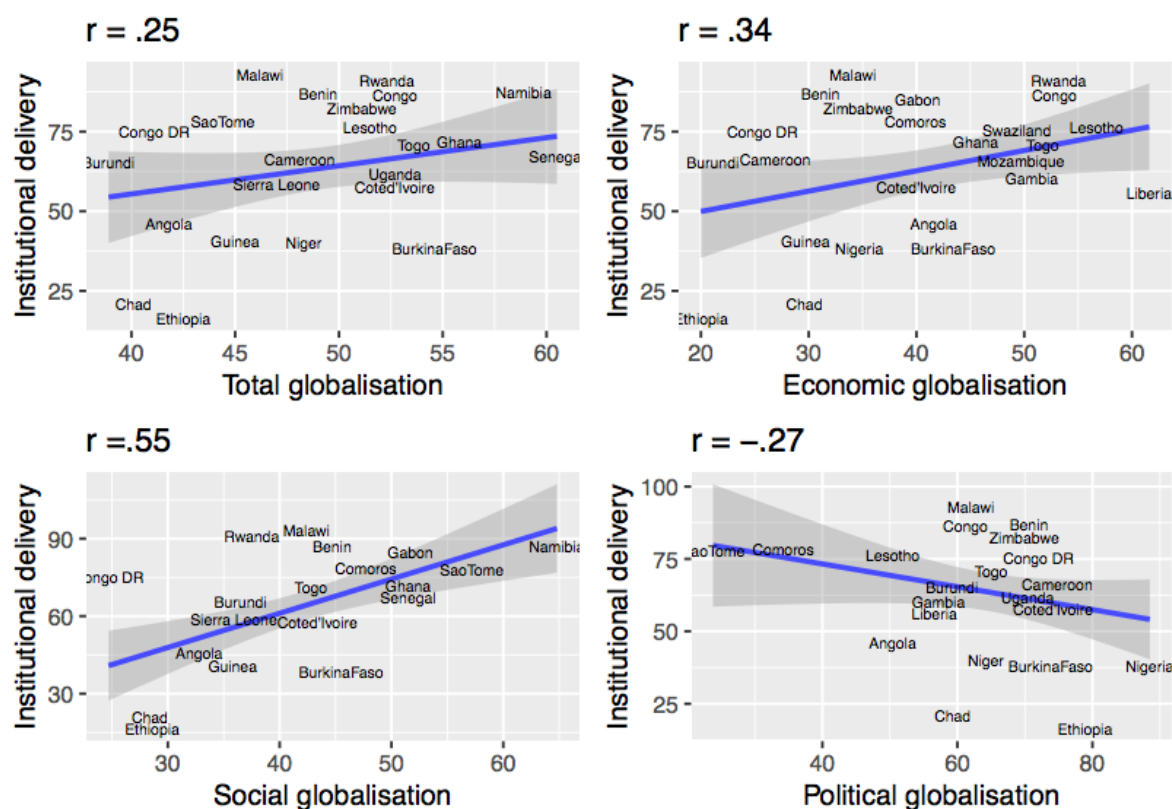 r = .25
Institutional delivery
75
50
25
Malawi
Rwanda
Benin
Congo
Namibia
Zimbabwe
SaoTome
Congo DR
Lesotho
Ghana
Togo
Burundi
Cameroon
Senegal
Uganda
Sierra Leone
Coted'Ivoire
Angola
Guinea
Niger
BurkinaFaso
Chad
Ethiopia
40 45 50 55 60
Total globalisation
r = .34
Institutional delivery
75
50
25
Malawi
Rwanda
Benin
Congo
Gabon
Zimbabwe
Comoros
Congo DR
Swaziland
Lesotho
Ghana
Togo
Burundi
Cameroon
Mozambique
Gambia
Coted'Ivoire
Liberia
Angola
Guinea
Nigeria
BurkinaFaso
Chad
Ethiopia
20 30 40 50 60
Economic globalisation
r =.55
Institutional delivery
90
60
30
Malawi
Rwanda
Benin
Namibia
Gabon
Comoros
SaoTome
ongo DR
Togo
Ghana
Senegal
Burundi
Sierra Leone
Coted'Ivoire
Angola
Guinea
BurkinaFaso
Chad
Ethiopia
30 40 50 60
Social globalisation
r = −.27
Institutional delivery
100
75
50
25
Malawi
Congo
Benin
Zimbabwe
aoTome
Comoros
Lesotho
Congo DR
Togo
Burundi
Cameroon
Gambia
Uganda
Liberia
Coted'Ivoire
Angola
Niger
BurkinaFaso
Nigeria
Chad
Ethiopia
40 60 80
Political globalisation